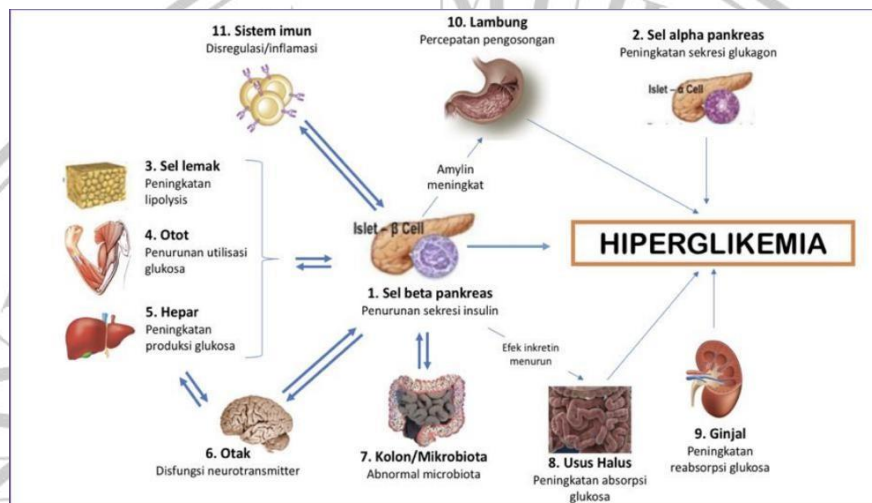 11. Sistem imun
Disregulasi/inflamasi
10. Lambung
Percepatan pengosongan
2. Sel alpha pankreas
Peningkatan sekresi glukagon
Islet – α Cell
3. Sel lemak
Peningkatan
lipolysis
Amylin
meningkat
4. Otot
Penurunan utilisasi
glukosa
Islet – β Cell
HIPERGLIKEMIA
5. Hepar
Peningkatan
produksi glukosa
1. Sel beta pankreas
Penurunan sekresi insulin
Efek inkretin
menurun
6. Otak
Disfungsi neurotransmitter
7. Kolon/Mikrobiota
Abnormal microbiota
8. Usus Halus
Peningkatan absorpsi
glukosa
9. Ginjal
Peningkatan
reabsorpsi glukosa